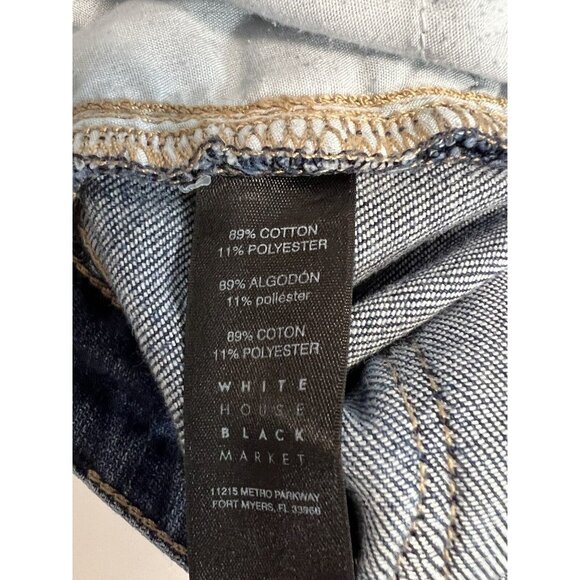 89% COTTON
11% POLYESTER
89% ALGODÓN
11% poliéster
89% COTON
11% POLYESTER
WHITE
HOUSE
BLACK
MARKET
11215 METRO PARKWAY
FORT MYERS, FL 33966